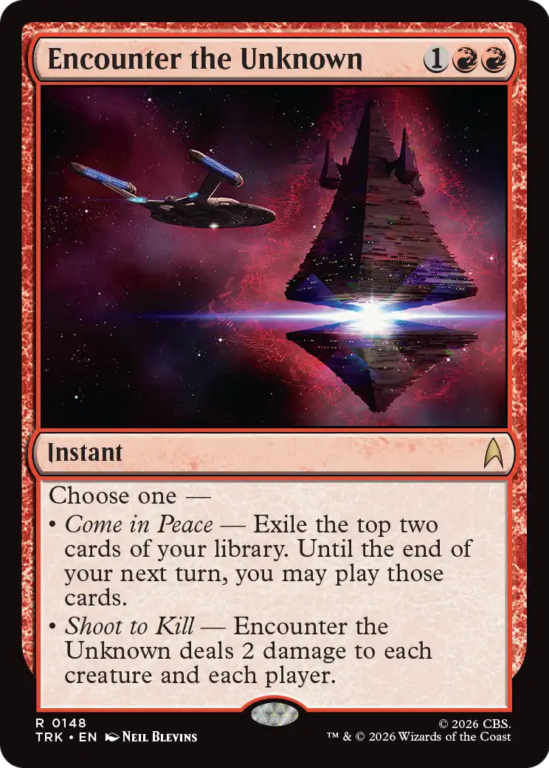 Encounter the Unknown 1
Instant
Choose one —
• Come in Peace — Exile the top two
cards of your library. Until the end of
your next turn, you may play those
cards.
• Shoot to Kill — Encounter the
Unknown deals 2 damage to each
creature and each player.
R 0148 © 2026 CBS.
TRK • EN NEIL BLEVINS ™ & © 2026 Wizards of the Coast